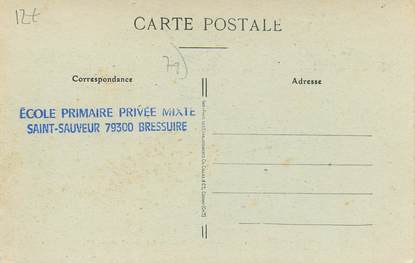 12€
CARTE POSTALE
79)
Correspondance
Adresse
ÉCOLE PRIMAIRE PRIVÉE MIXTE
SAINT-SAUVEUR 79300 BRESSUIRE